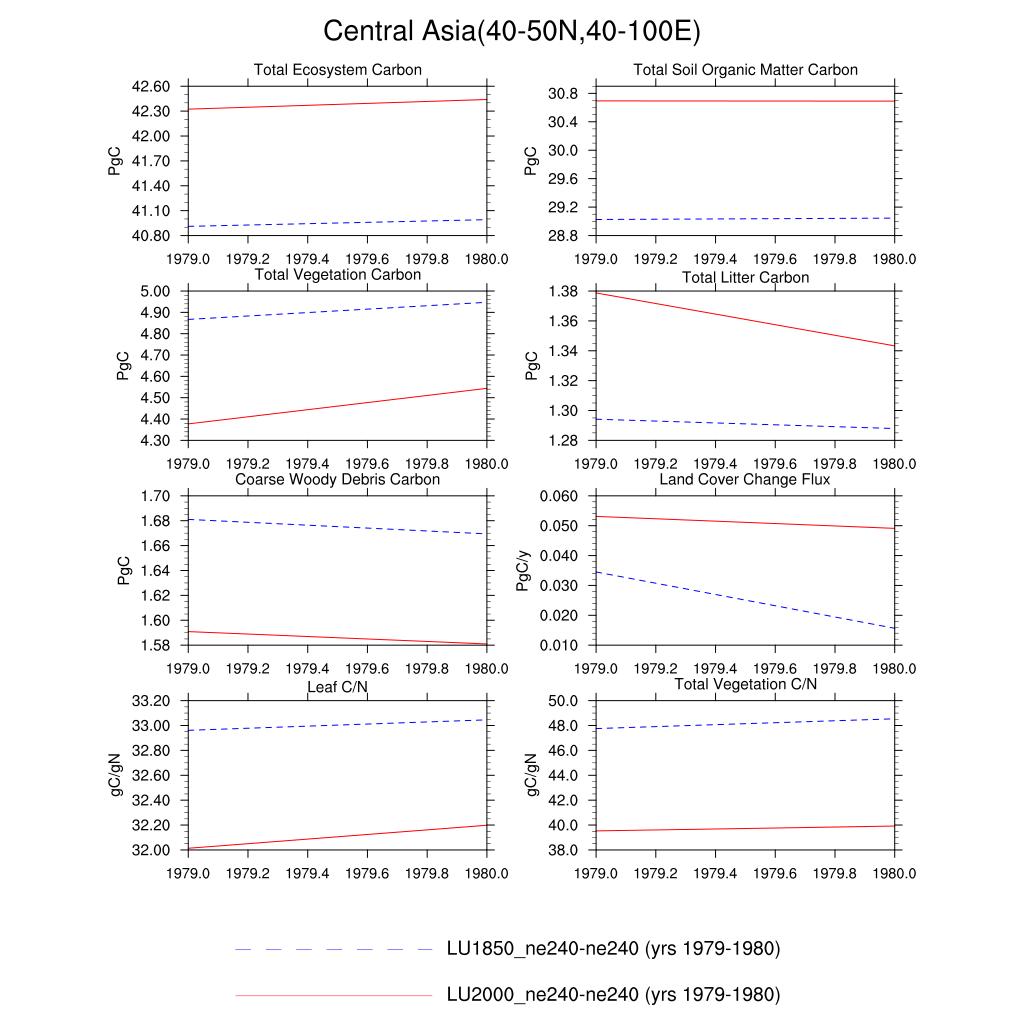 Central Asia(40-50N,40-100E)
Total Ecosystem Carbon
42.60
42.30
42.00
41.70
41.40
41.10
40.80
PgC
1979.0 1979.2 1979.4 1979.6 1979.8 1980.0
Total Soil Organic Matter Carbon
30.8
30.4
30.0
29.6
29.2
28.8
PgC
1979.0 1979.2 1979.4 1979.6 1979.8 1980.0
Total Vegetation Carbon
5.00
4.90
4.80
4.70
4.60
4.50
4.40
4.30
PgC
1979.0 1979.2 1979.4 1979.6 1979.8 1980.0
Total Litter Carbon
1.38
1.36
1.34
1.32
1.30
1.28
PgC
1979.0 1979.2 1979.4 1979.6 1979.8 1980.0
Coarse Woody Debris Carbon
1.70
1.68
1.66
1.64
1.62
1.60
1.58
PgC
1979.0 1979.2 1979.4 1979.6 1979.8 1980.0
Land Cover Change Flux
0.060
0.050
0.040
0.030
0.020
0.010
PgC/y
1979.0 1979.2 1979.4 1979.6 1979.8 1980.0
Leaf C/N
33.20
33.00
32.80
32.60
32.40
32.20
32.00
gC/gN
1979.0 1979.2 1979.4 1979.6 1979.8 1980.0
Total Vegetation C/N
50.0
48.0
46.0
44.0
42.0
40.0
38.0
gC/gN
1979.0 1979.2 1979.4 1979.6 1979.8 1980.0
LU1850_ne240-ne240 (yrs 1979-1980)
LU2000_ne240-ne240 (yrs 1979-1980)